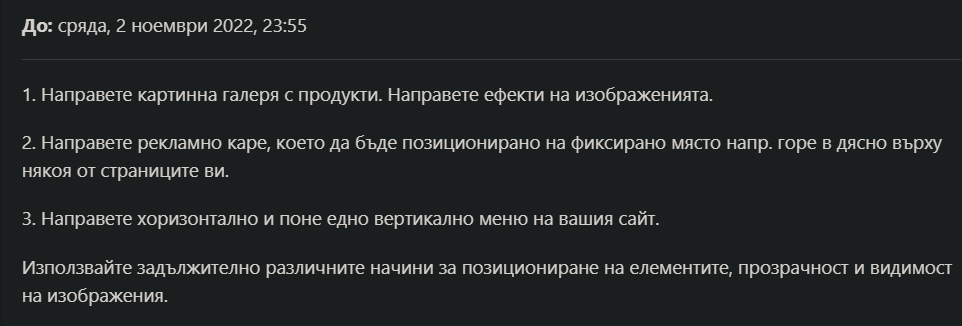 До: сряда, 2 ноември 2022, 23:55
1. Направете картинна галеря с продукти. Направете ефекти на изображенията.
2. Направете рекламно каре, което да бъде позиционирано на фиксирано място напр. горе в дясно върху
някоя от страниците ви.
3. Направете хоризонтално и поне едно вертикално меню на вашия сайт.
Използвайте задължително различните начини за позициониране на елементите, прозрачност и видимост
на изображения.